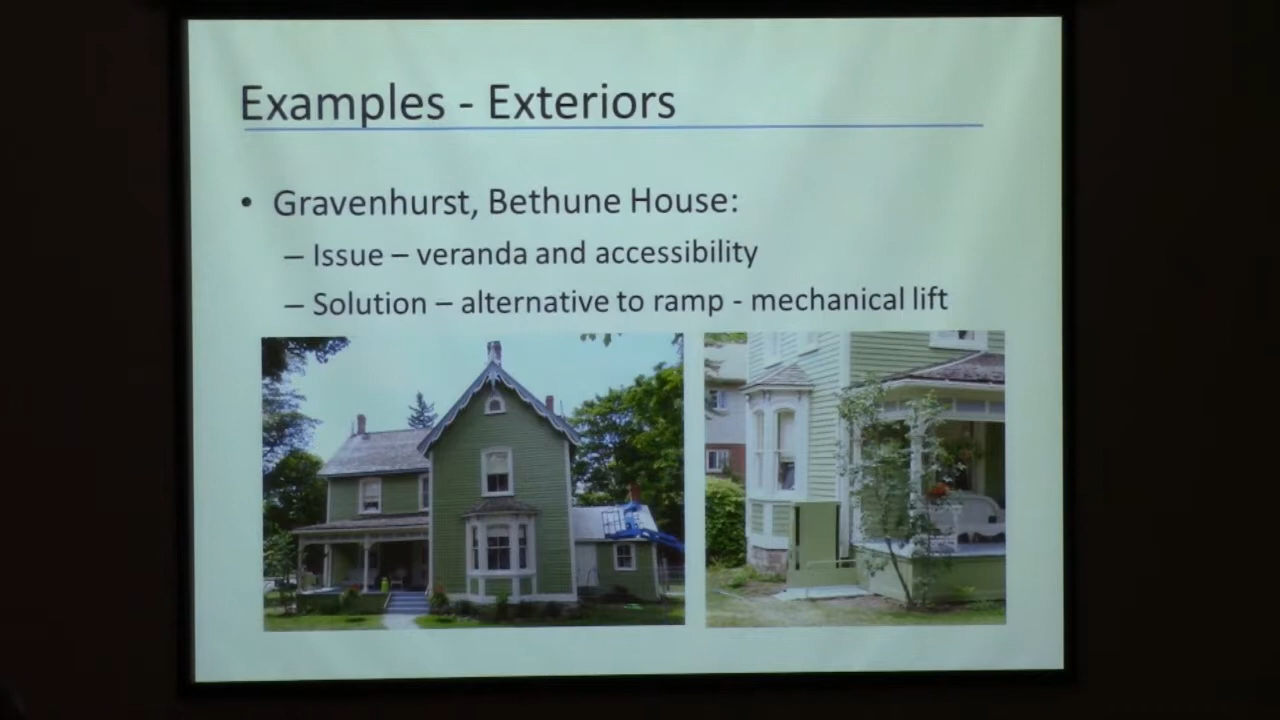 Examples - Exteriors
• Gravenhurst, Bethune House:
– Issue – veranda and accessibility
– Solution – alternative to ramp - mechanical lift